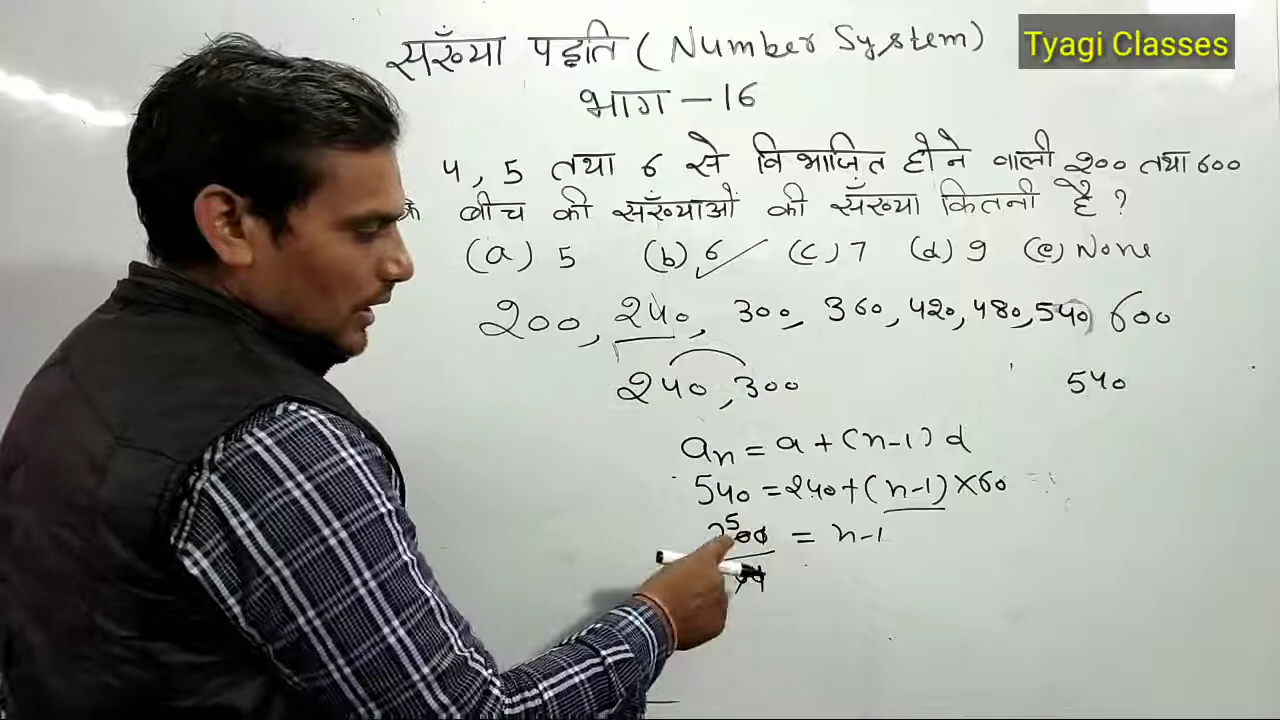 सँख्या पद्धति (Number System)
Tyagi Classes
भाग - 16
4, 5 तथा 6 से विभाजित होने वाली 200 तथा 600
के बीच की सँख्याओं की सँख्या कितनी है ?
(a) 5 (b) 6 ✓ (c) 7 (d) 9 (e) None
200, 240, 300, 360, 420, 480, 540, 600
240, 300 540
an = a + (n-1) d
540 = 240 + (n-1) × 60
5 = n-1